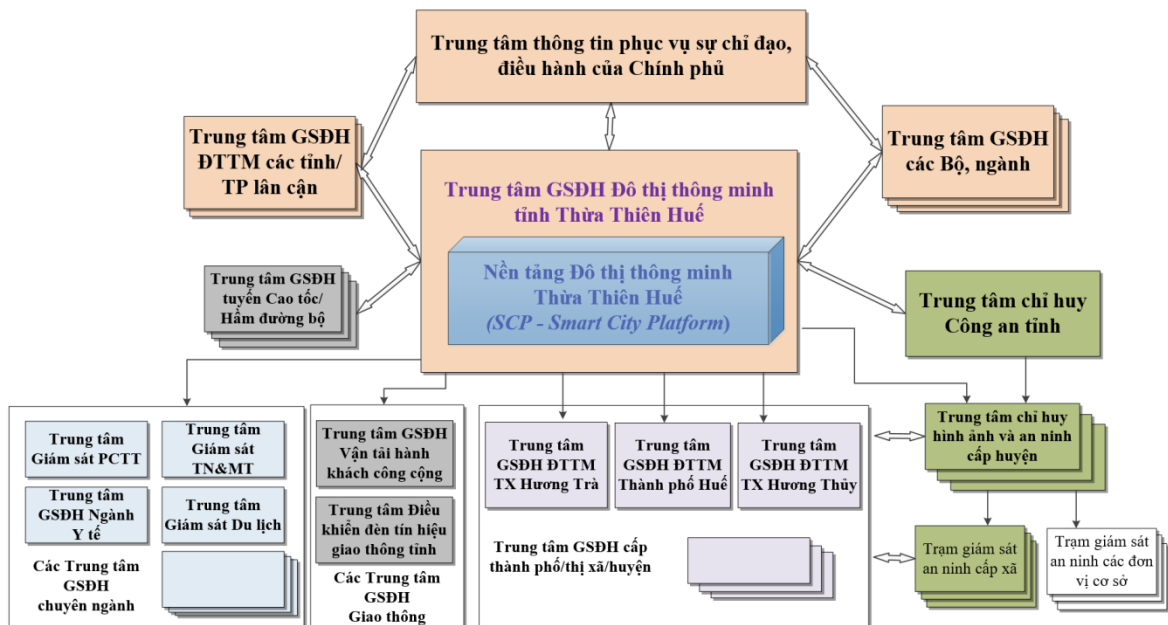 Trung tâm thông tin phục vụ sự chỉ đạo,
điều hành của Chính phủ
Trung tâm GSĐH
ĐTTM các tỉnh/
TP lân cận
Trung tâm GSĐH
các Bộ, ngành
Trung tâm GSĐH Đô thị thông minh
tỉnh Thừa Thiên Huế
Nền tảng Đô thị thông minh
Thừa Thiên Huế
(SCP - Smart City Platform)
Trung tâm GSĐH
tuyến Cao tốc/
Hầm đường bộ
Trung tâm chỉ huy
Công an tỉnh
Trung tâm
Giám sát PCTT
Trung tâm
Giám sát
TN&MT
Trung tâm
GSĐH Ngành
Y tế
Trung tâm
Giám sát Du lịch
Các Trung tâm
GSĐH
chuyên ngành
Trung tâm GSĐH
Vận tải hành
khách công cộng
Trung tâm Điều
khiển đèn tín hiệu
giao thông tỉnh
Các Trung tâm
GSĐH
Giao thông
Trung tâm
GSĐH ĐTTM
TX Hương Trà
Trung tâm
GSĐH ĐTTM
Thành phố Huế
Trung tâm
GSĐH ĐTTM
TX Hương Thủy
Trung tâm GSĐH cấp
thành phố/thị xã/huyện
Trung tâm chỉ huy
hình ảnh và an ninh
cấp huyện
Trạm giám sát
an ninh cấp xã
Trạm giám sát
an ninh các đơn
vị cơ sở